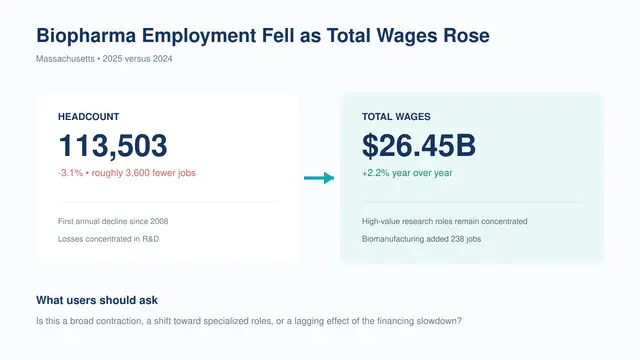 Biopharma Employment Fell as Total Wages Rose
Massachusetts • 2025 versus 2024
HEADCOUNT
113,503
-3.1% • roughly 3,600 fewer jobs
First annual decline since 2008
Losses concentrated in R&D
TOTAL WAGES
$26.45B
+2.2% year over year
High-value research roles remain concentrated
Biomanufacturing added 238 jobs
What users should ask
Is this a broad contraction, a shift toward specialized roles, or a lagging effect of the financing slowdown?